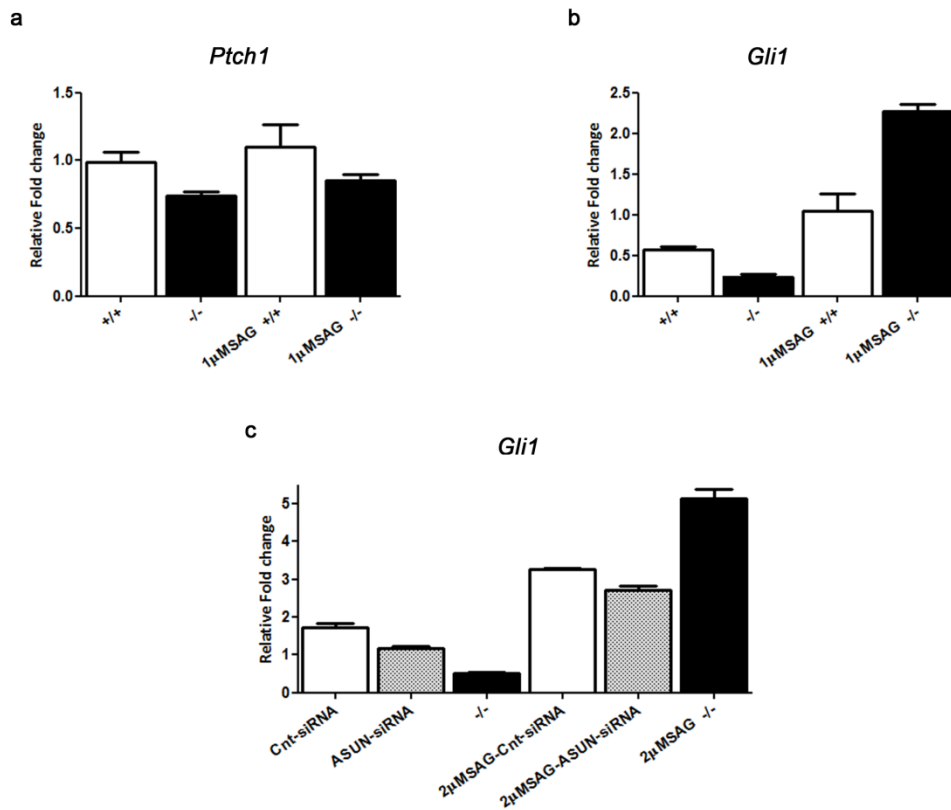 a
Ptch1
Relative Fold change
1.5
1.0
0.5
0.0
+/+
-/-
1µMSAG +/+
1µMSAG -/-
b
Gli1
Relative Fold change
2.5
2.0
1.5
1.0
0.5
0.0
+/+
-/-
1µMSAG +/+
1µMSAG -/-
c
Gli1
Relative Fold change
5
4
3
2
1
0
Cnt-siRNA
ASUN-siRNA
-/-
2µMSAG-Cnt-siRNA
2µMSAG-ASUN-siRNA
2µMSAG -/-